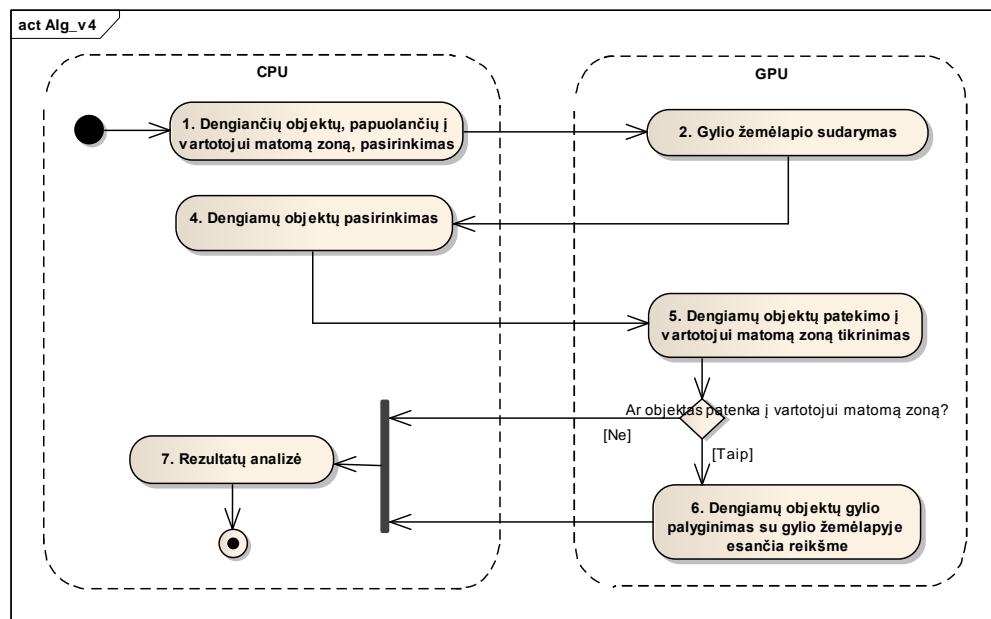 act Alg_v4
CPU
GPU
1. Dengiančių objektų, papuolančių į
vartotojui matomą zoną, pasirinkimas
2. Gylio žemėlapio sudarymas
4. Dengiamų objektų pasirinkimas
5. Dengiamų objektų patekimo į
vartotojui matomą zoną tikrinimas
Ar objektas patenka į vartotojui matomą zoną?
[Ne]
[Taip]
7. Rezultatų analizė
6. Dengiamų objektų gylio
palyginimas su gylio žemėlapyje
esančia reikšme